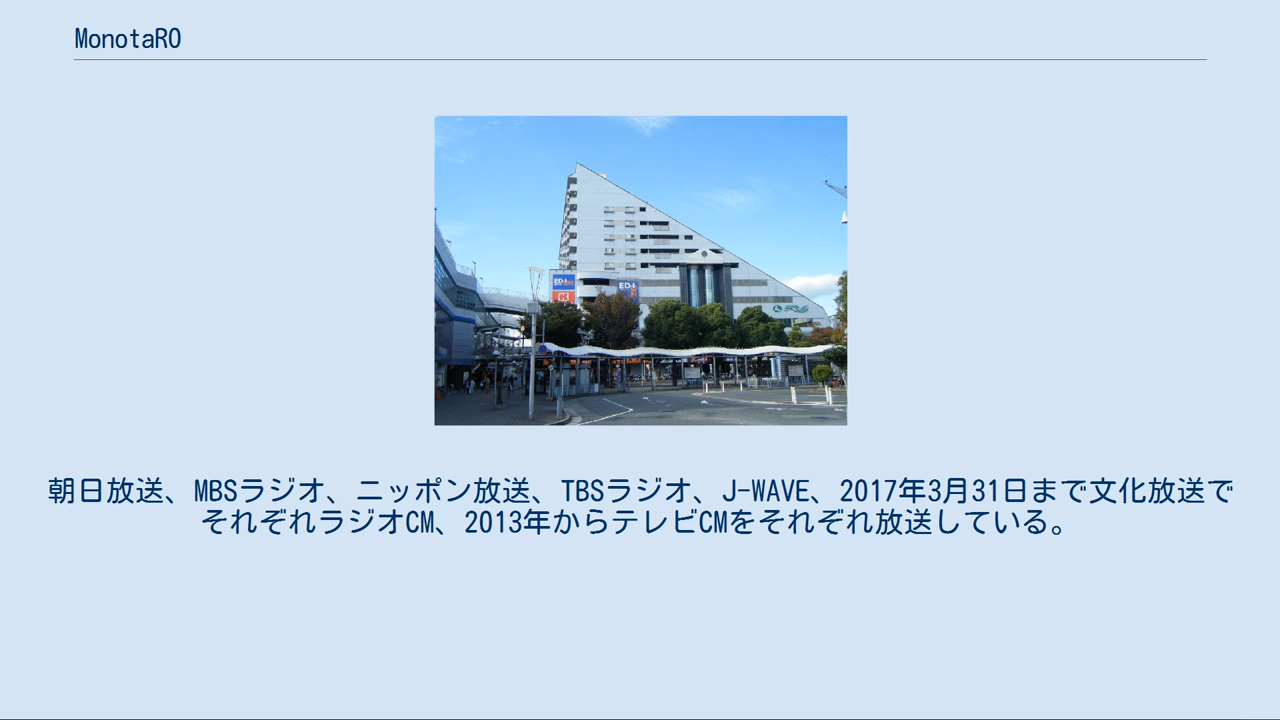 MonotaRO
朝日放送、MBSラジオ、ニッポン放送、TBSラジオ、J-WAVE、2017年3月31日まで文化放送で
それぞれラジオCM、2013年からテレビCMをそれぞれ放送している。